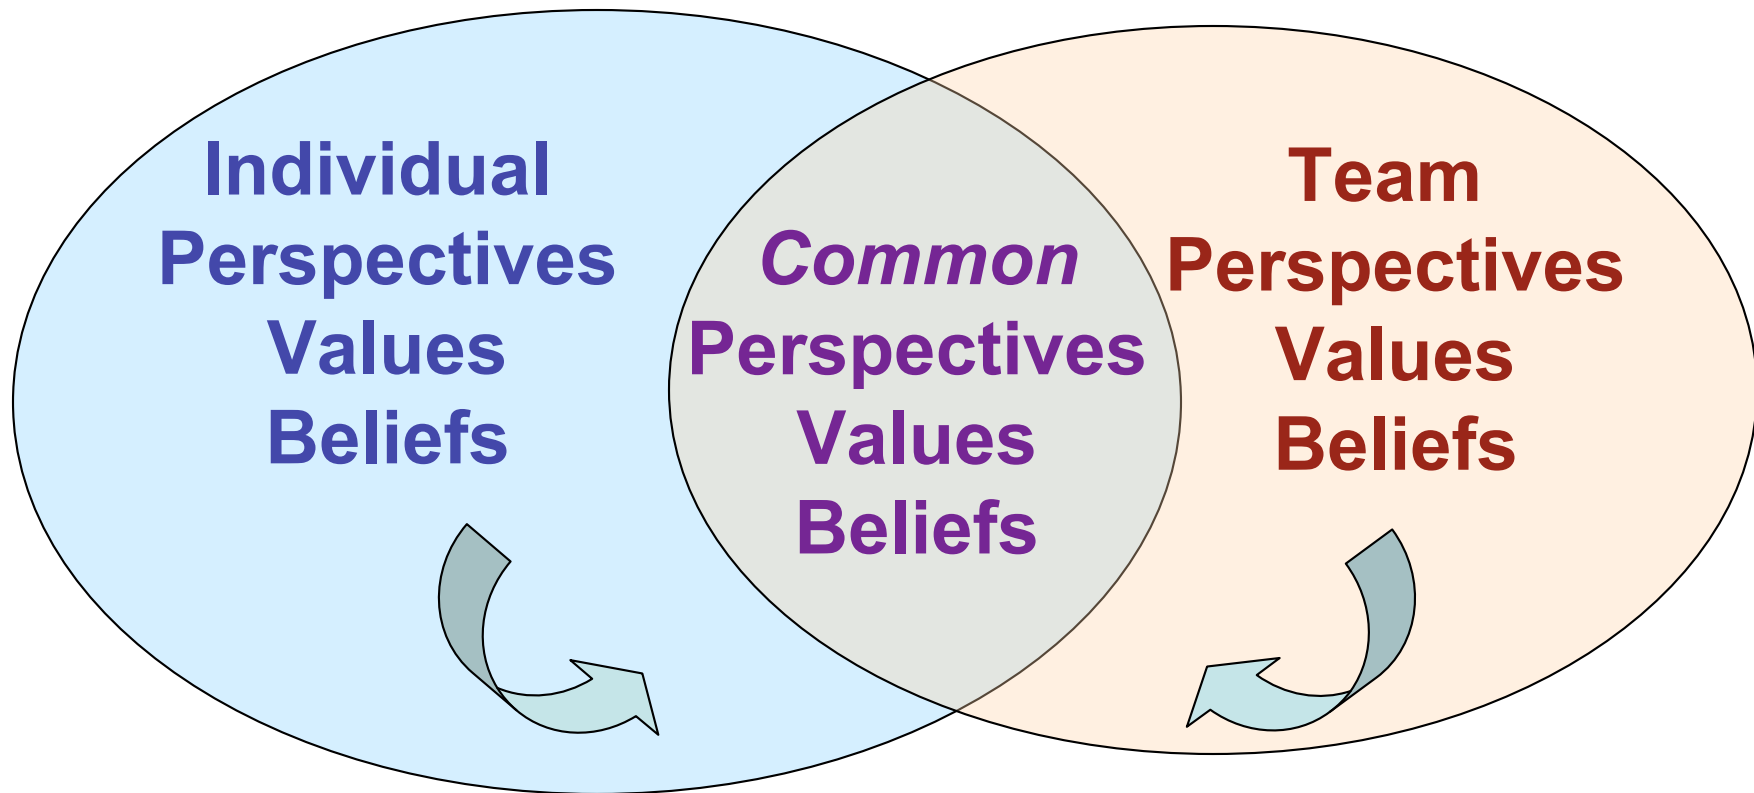 Individual
Perspectives
Values
Beliefs
Common
Perspectives
Values
Beliefs
Team
Perspectives
Values
Beliefs